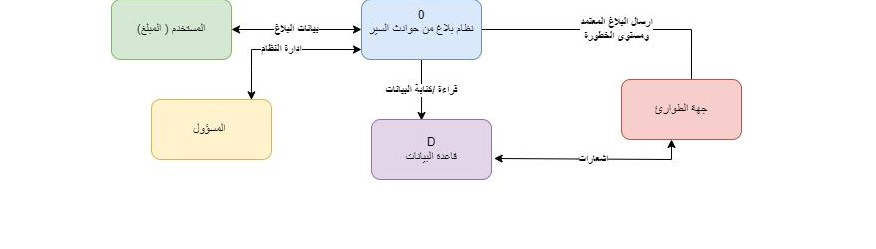 المستخدم ( المبلغ)
بيانات البلاغ
0
نظام بلاغ من حوادث السير
ارسال البلاغ المعتمد
ومستوى الخطورة
ادارة النظام
قراءة /كتابة البيانات
المسؤول
جهة الطوارئ
D
قاعده البيانات
اشعارات